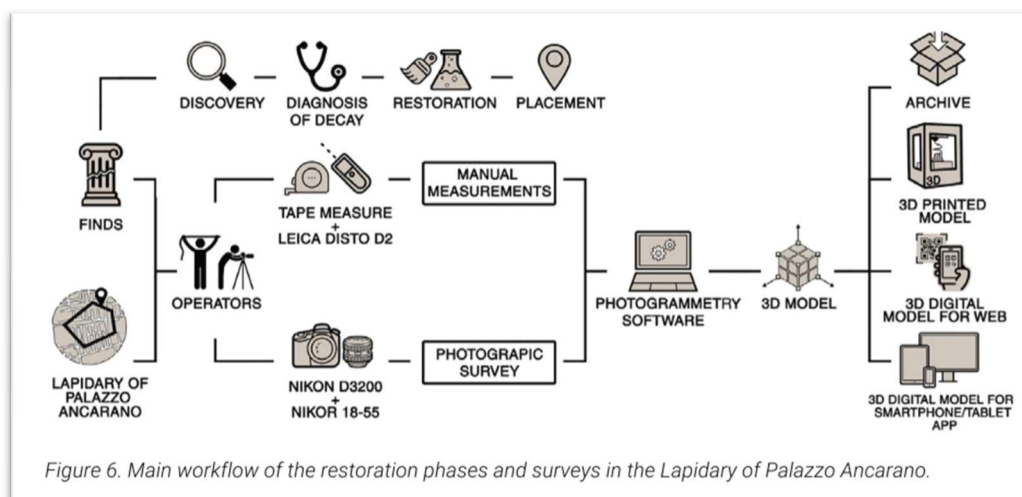 DISCOVERY
DIAGNOSIS
OF DECAY
RESTORATION
PLACEMENT
FINDS
LAPIDARY OF
PALAZZO
ANCARANO
OPERATORS
TAPE MEASURE
+
LEICA DISTO D2
MANUAL
MEASUREMENTS
NIKON D3200
+
NIKOR 18-55
PHOTOGRAPIC
SURVEY
PHOTOGRAMMETRY
SOFTWARE
3D MODEL
ARCHIVE
3D
3D PRINTED
MODEL
3D DIGITAL
MODEL FOR WEB
3D DIGITAL MODEL FOR
SMARTPHONE/TABLET
APP
Figure 6. Main workflow of the restoration phases and surveys in the Lapidary of Palazzo Ancarano.